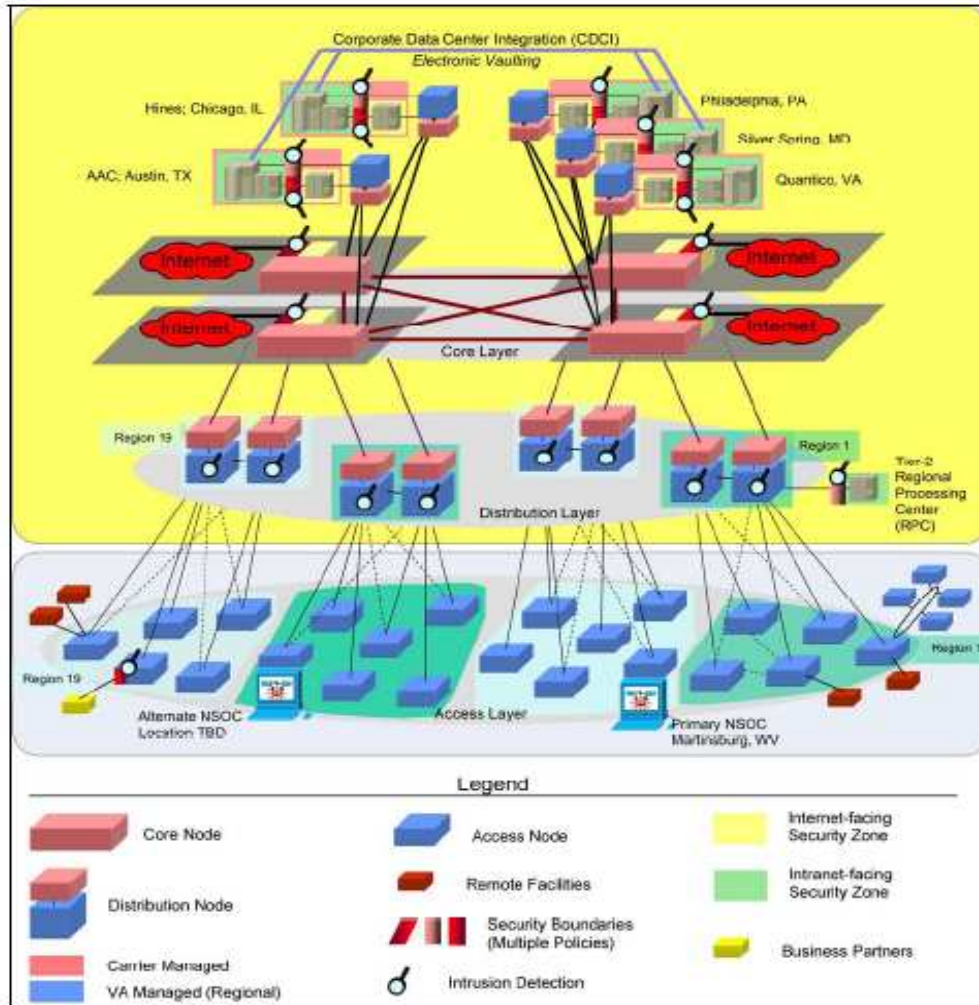 Corporate Data Center Integration (CDCI)
Electronic Vaulting
Hines; Chicago, IL
Philadelphia, PA
Silver Spring, MD
AAC; Austin, TX
Quantico, VA
Internet
Internet
Internet
Internet
Core Layer
Region 19
Region 1
Tier-2
Regional
Processing
Center
(RPC)
Distribution Layer
Region 19
Region 1
Alternate NSOC
Location TBD
Access Layer
Primary NSOC
Martinsburg, WV
Legend
Core Node
Access Node
Internet-facing
Security Zone
Remote Facilities
Intranet-facing
Security Zone
Distribution Node
Security Boundaries
(Multiple Policies)
Business Partners
Carrier Managed
Intrusion Detection
VA Managed (Regional)